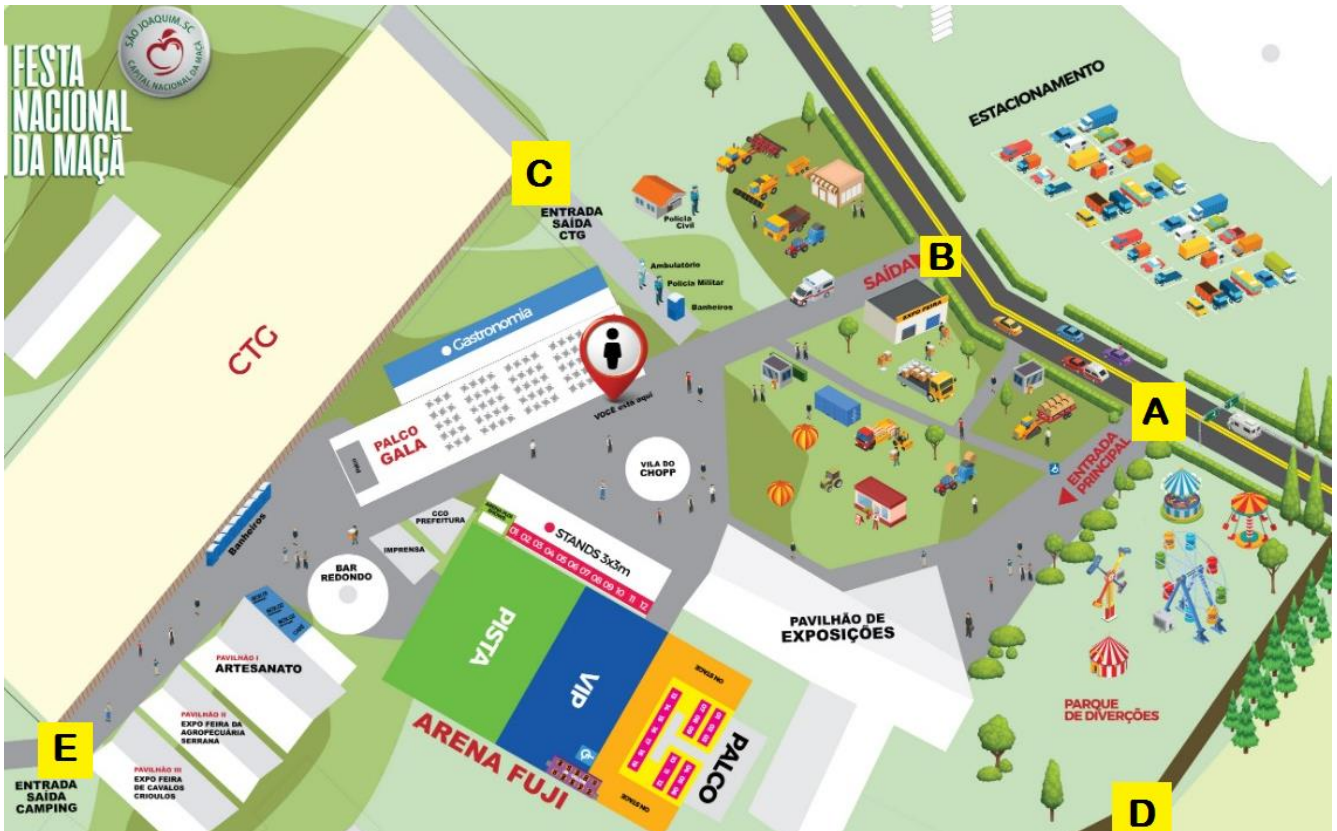 SÃO JOAQUIM.SC
CAPITAL NACIONAL DA MAÇÃ
FESTA
NACIONAL
DA MAÇÃ
ESTACIONAMENTO
C
ENTRADA
SAÍDA
CTG
Polícia
Civil
Ambulatório
Polícia Militar
Banheiros
SAÍDA
B
EXPO FEIRA
A
ENTRADA
PRINCIPAL
CTG
Gastronomia
VOCÊ está aqui
PALCO
GALA
VILA DO
CHOPP
Banheiros
CCO
PREFEITURA
IMPRENSA
BAR
REDONDO
STANDS 3x3m
01 02 03 04 05 06 07 08 09 10 11 12
PISTA
VIP
ARENA FUJI
ON STAGE
ON STAGE
PALCO
PAVILHÃO DE
EXPOSIÇÕES
PARQUE
DE DIVERÇÕES
PAVILHÃO I
ARTESANATO
PAVILHÃO II
EXPO FEIRA DA
AGROPECUÁRIA
SERRANA
PAVILHÃO III
EXPO FEIRA
DE CAVALOS
CRIOULOS
E
ENTRADA
SAÍDA
CAMPING
D